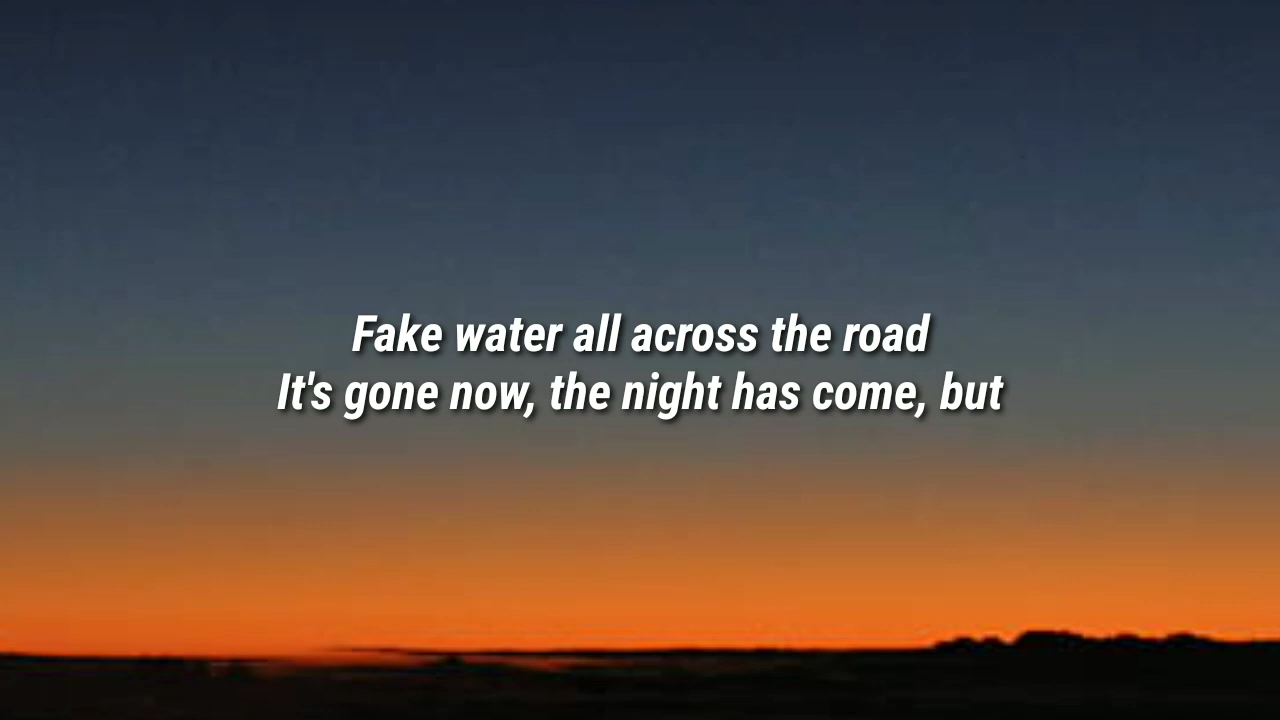 Fake water all across the road
It's gone now, the night has come, but